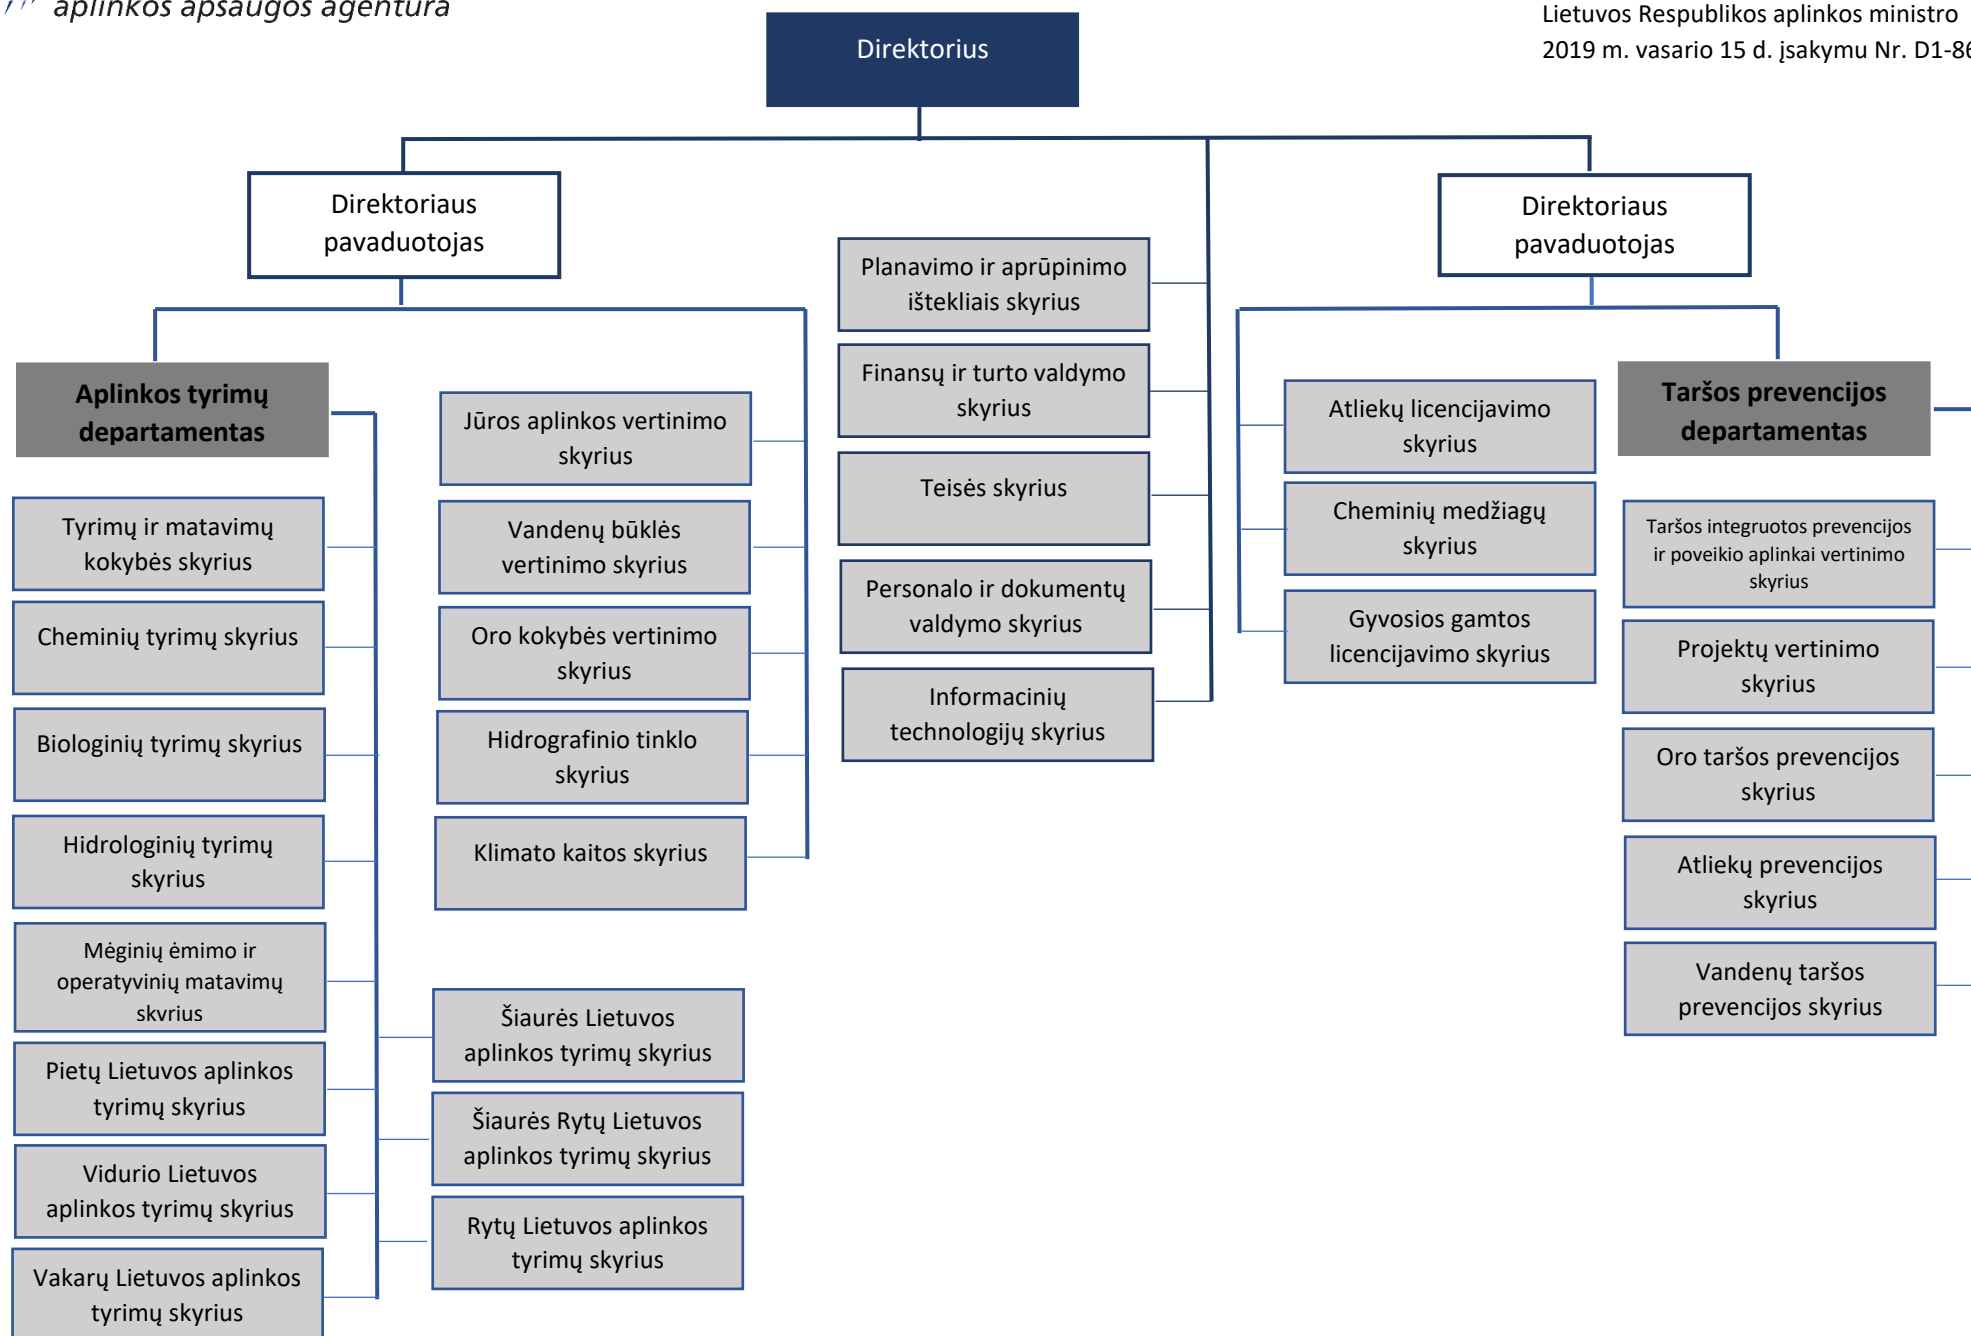 aplinkos apsaugos agentūra
Lietuvos Respublikos aplinkos ministro
2019 m. vasario 15 d. įsakymu Nr. D1-86
Direktorius
Direktoriaus
pavaduotojas
Direktoriaus
pavaduotojas
Aplinkos tyrimų
departamentas
Tyrimų ir matavimų
kokybės skyrius
Cheminių tyrimų skyrius
Biologinių tyrimų skyrius
Hidrologinių tyrimų
skyrius
Mėginių ėmimo ir
operatyvinių matavimų
skyrius
Pietų Lietuvos aplinkos
tyrimų skyrius
Vidurio Lietuvos
aplinkos tyrimų skyrius
Vakarų Lietuvos aplinkos
tyrimų skyrius
Jūros aplinkos vertinimo
skyrius
Vandenų būklės
vertinimo skyrius
Oro kokybės vertinimo
skyrius
Hidrografinio tinklo
skyrius
Klimato kaitos skyrius
Šiaurės Lietuvos
aplinkos tyrimų skyrius
Šiaurės Rytų Lietuvos
aplinkos tyrimų skyrius
Rytų Lietuvos aplinkos
tyrimų skyrius
Planavimo ir aprūpinimo
ištekliais skyrius
Finansų ir turto valdymo
skyrius
Teisės skyrius
Personalo ir dokumentų
valdymo skyrius
Informacinių
technologijų skyrius
Atliekų licencijavimo
skyrius
Cheminių medžiagų
skyrius
Gyvosios gamtos
licencijavimo skyrius
Taršos prevencijos
departamentas
Taršos integruotos prevencijos
ir poveikio aplinkai vertinimo
skyrius
Projektų vertinimo
skyrius
Oro taršos prevencijos
skyrius
Atliekų prevencijos
skyrius
Vandenų taršos
prevencijos skyrius